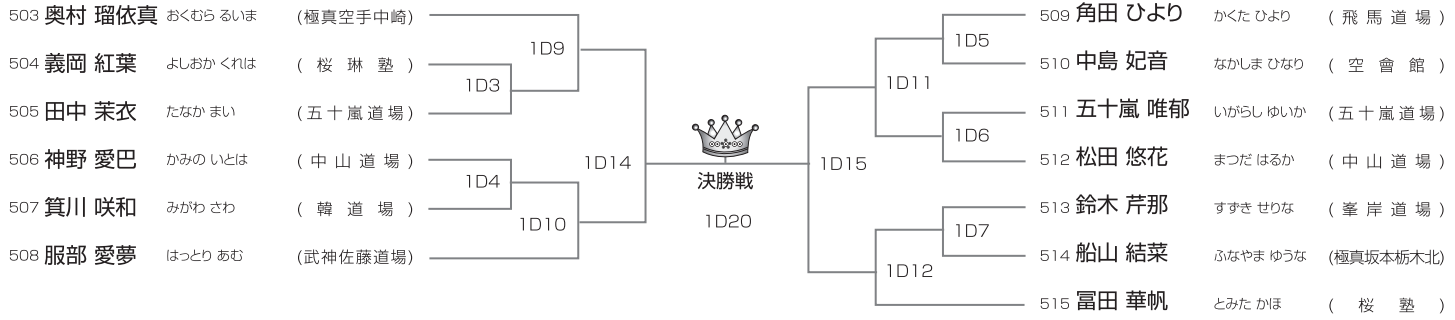 503 奥村 瑠依真 おくむら るいま (極真空手中崎)
1D9
504 義岡 紅葉 よしおか くれは (桜琳塾)
1D3
505 田中 茉衣 たなか まい (五十嵐道場)
1D14
506 神野 愛巴 かみの いとは (中山道場)
1D4
507 箕川 咲和 みがわ さわ (韓道場)
1D10
508 服部 愛夢 はっとり あむ (武神佐藤道場)
決勝戦
1D20
509 角田 ひより かくた ひより (飛馬道場)
1D5
510 中島 妃音 なかしま ひなり (空會館)
1D11
511 五十嵐 唯郁 いがらし ゆいか (五十嵐道場)
1D6
512 松田 悠花 まつだ はるか (中山道場)
1D15
513 鈴木 芹那 すずき せりな (峯岸道場)
1D7
514 船山 結菜 ふなやま ゆうな (極真坂本栃木北)
1D12
515 冨田 華帆 とみた かほ (桜塾)